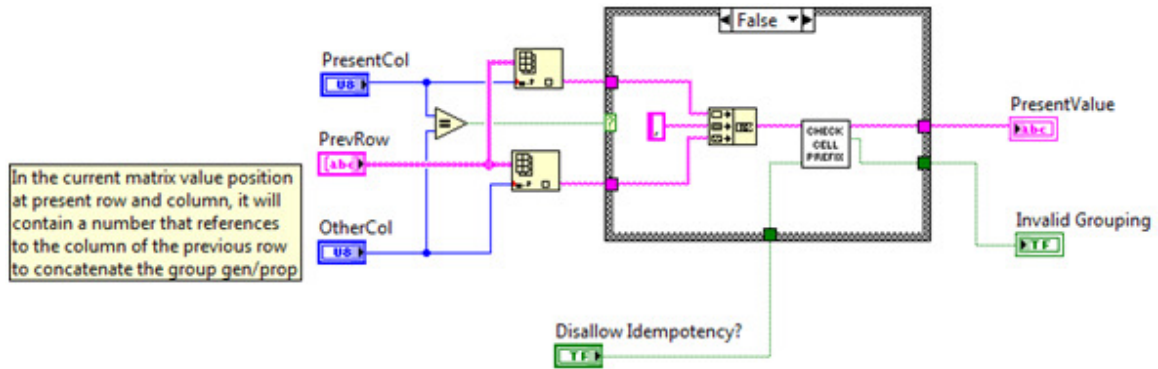 False
PresentCol
U8
PresentValue
abc
PrevRow
[abc]
CHECK
CELL
PREFIX
In the current matrix value position
at present row and column, it will
contain a number that references
to the column of the previous row
to concatenate the group gen/prop
OtherCol
U8
Invalid Grouping
TF
Disallow Idempotency?
TF